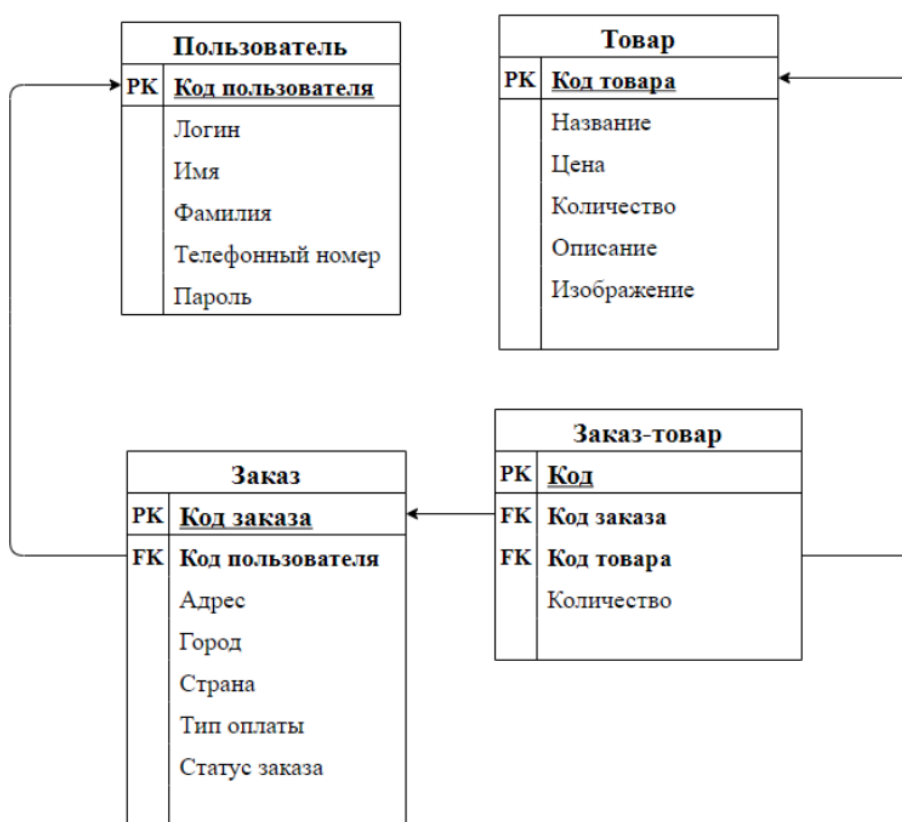 Пользователь
PK Код пользователя
Логин
Имя
Фамилия
Телефонный номер
Пароль
Товар
PK Код товара
Название
Цена
Количество
Описание
Изображение
Заказ
PK Код заказа
FK Код пользователя
Адрес
Город
Страна
Тип оплаты
Статус заказа
Заказ-товар
PK Код
FK Код заказа
FK Код товара
Количество